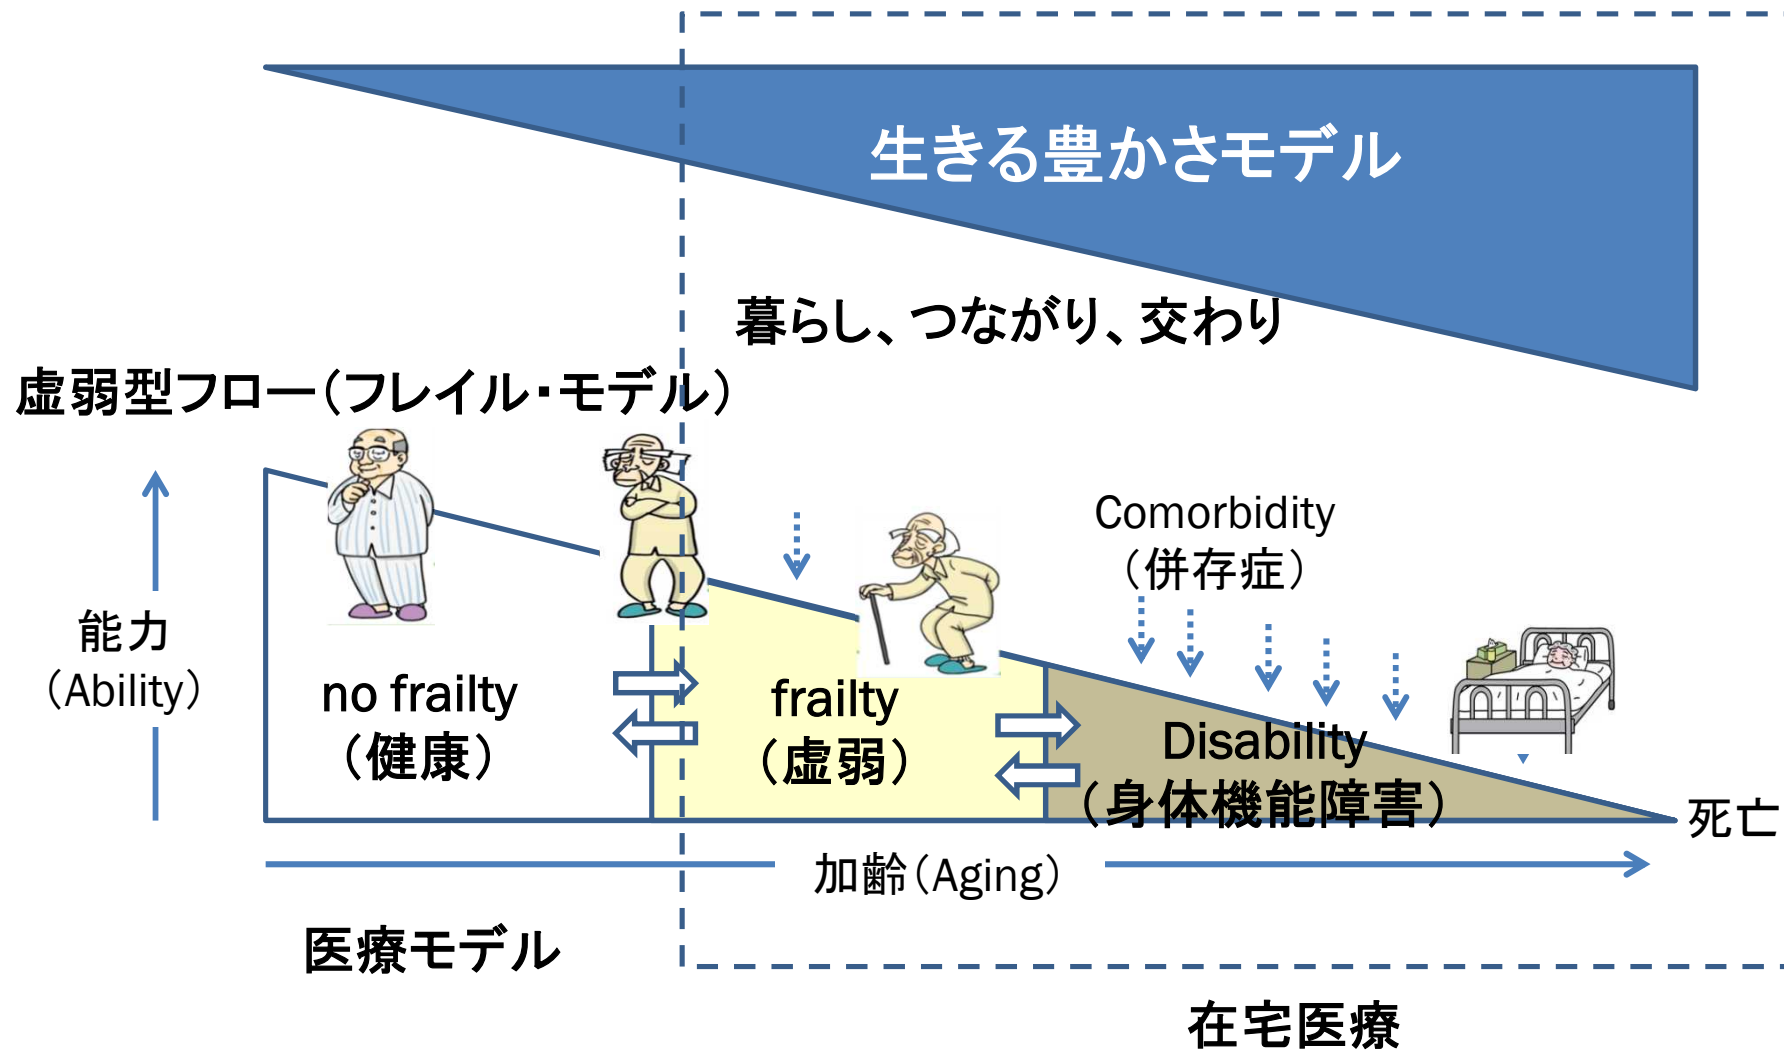 生きる豊かさモデル
暮らし、つながり、交わり
虚弱型フロー(フレイル・モデル)
Comorbidity
(併存症)
能力
(Ability)
no frailty
(健康)
frailty
(虚弱)
Disability
(身体機能障害)
死亡
加齢(Aging)
医療モデル
在宅医療